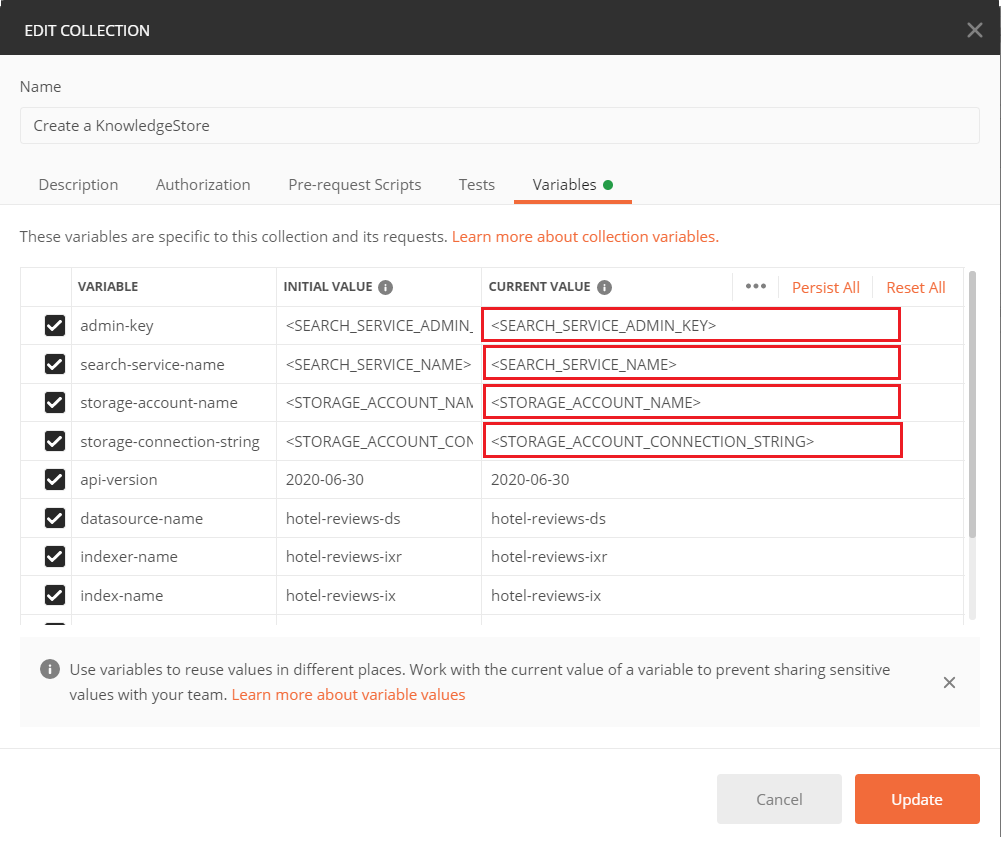 EDIT COLLECTION
Name
Create a KnowledgeStore
Description Authorization Pre-request Scripts Tests Variables
These variables are specific to this collection and its requests. Learn more about collection variables.
VARIABLE INITIAL VALUE CURRENT VALUE ••• Persist All Reset All
admin-key <SEARCH_SERVICE_ADMIN_ <SEARCH_SERVICE_ADMIN_KEY>
search-service-name <SEARCH_SERVICE_NAME> <SEARCH_SERVICE_NAME>
storage-account-name <STORAGE_ACCOUNT_NAM <STORAGE_ACCOUNT_NAME>
storage-connection-string <STORAGE_ACCOUNT_CON <STORAGE_ACCOUNT_CONNECTION_STRING>
api-version 2020-06-30 2020-06-30
datasource-name hotel-reviews-ds hotel-reviews-ds
indexer-name hotel-reviews-ixr hotel-reviews-ixr
index-name hotel-reviews-ix hotel-reviews-ix
Use variables to reuse values in different places. Work with the current value of a variable to prevent sharing sensitive
values with your team. Learn more about variable values
Cancel Update